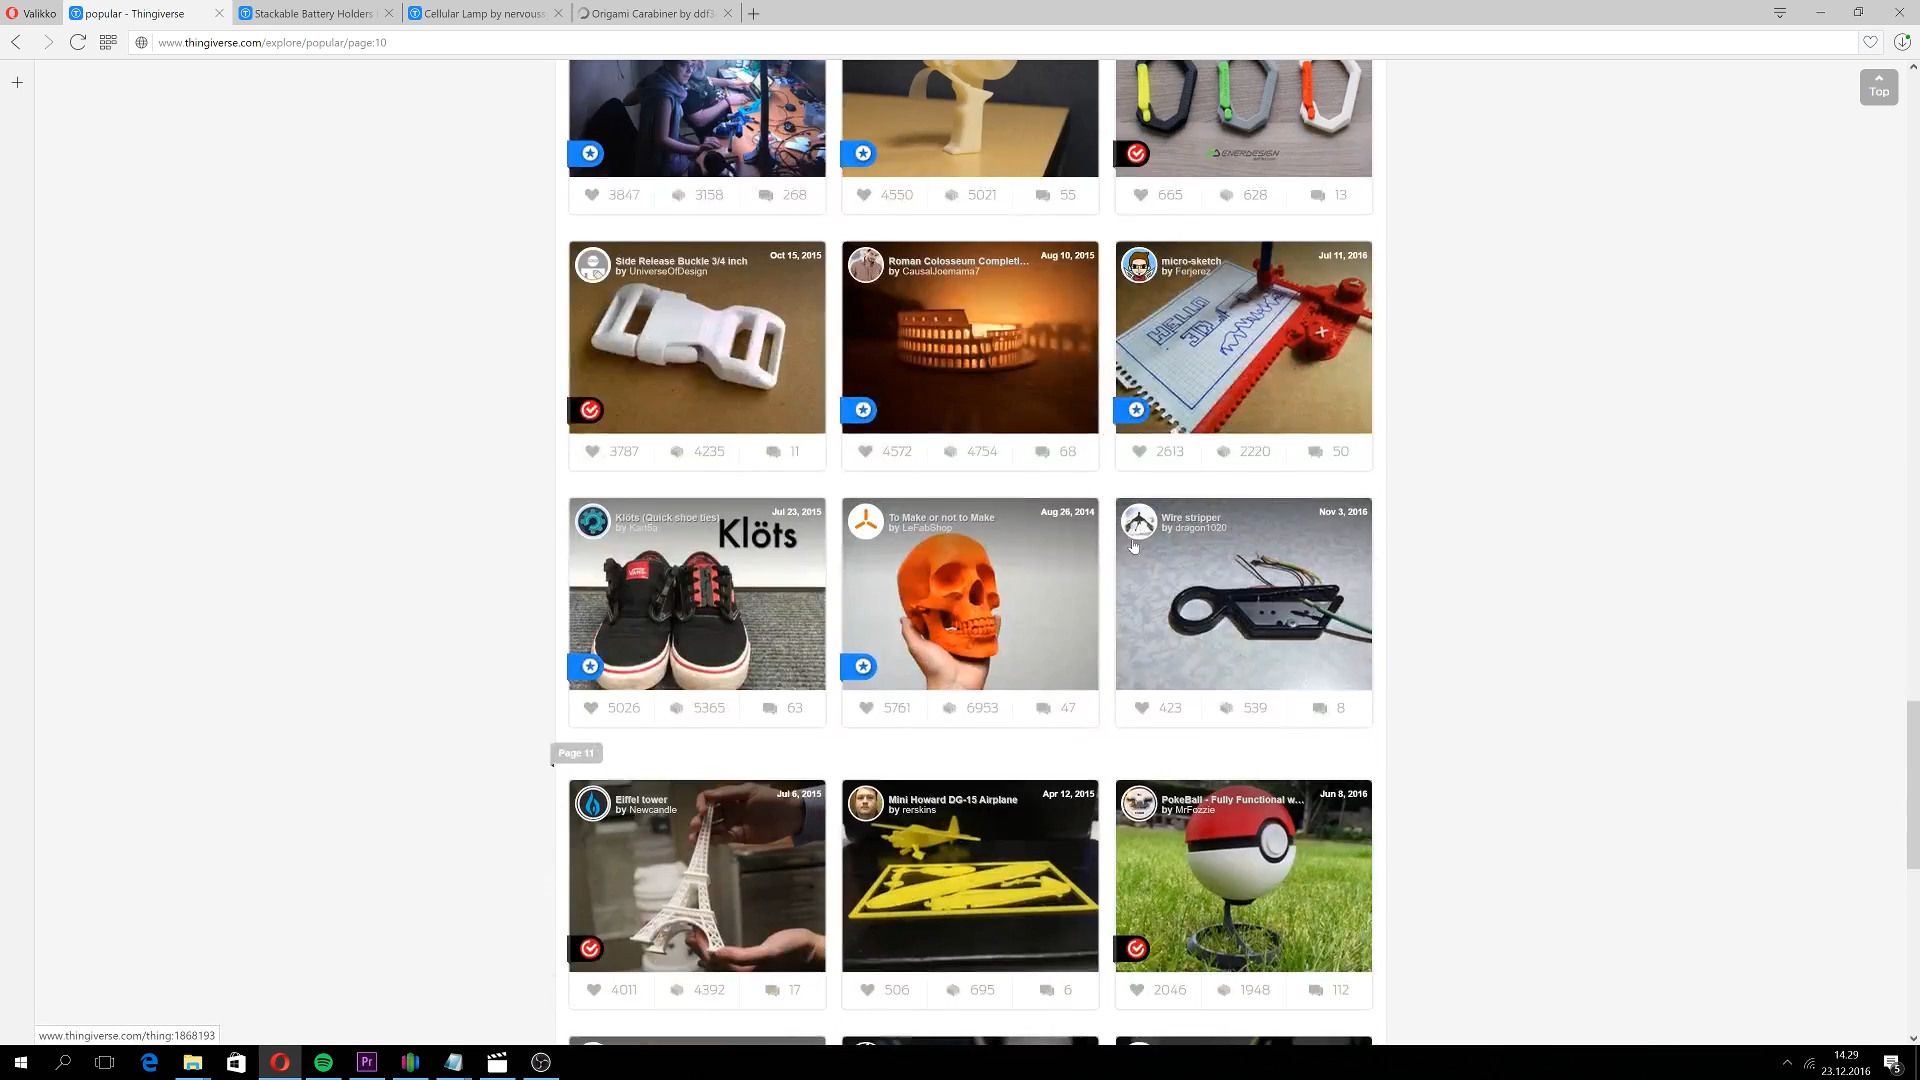 Valikko
popular - Thingiverse
Stackable Battery Holders
Cellular Lamp by nervouss
Origami Carabiner by ddf3
www.thingiverse.com/explore/popular/page:10
Top
ENERDESIGN
3847 3158 268
4550 5021 55
665 628 13
Side Release Buckle 3/4 inch
by UniverseOfDesign
Oct 15, 2015
Roman Colosseum Completi...
by CausalJoemama7
Aug 10, 2015
micro-sketch
by Ferjerez
Jul 11, 2016
HELLO
3787 4235 11
4572 4754 68
2613 2220 50
Klöts (Quick shoe ties)
by Kart5a
Jul 23, 2015
Klöts
To Make or not to Make
by LeFabShop
Aug 26, 2014
Wire stripper
by dragon1020
Nov 3, 2016
5026 5365 63
5761 6953 47
423 539 8
Page 11
Eiffel tower
by Newcandle
Jul 6, 2015
Mini Howard DG-15 Airplane
by rerskins
Apr 12, 2015
PokeBall - Fully Functional w...
by MrFozzie
Jun 8, 2016
4011 4392 17
506 695 6
2046 1948 112
www.thingiverse.com/thing:1868193
Pr
14.29
23.12.2016
5